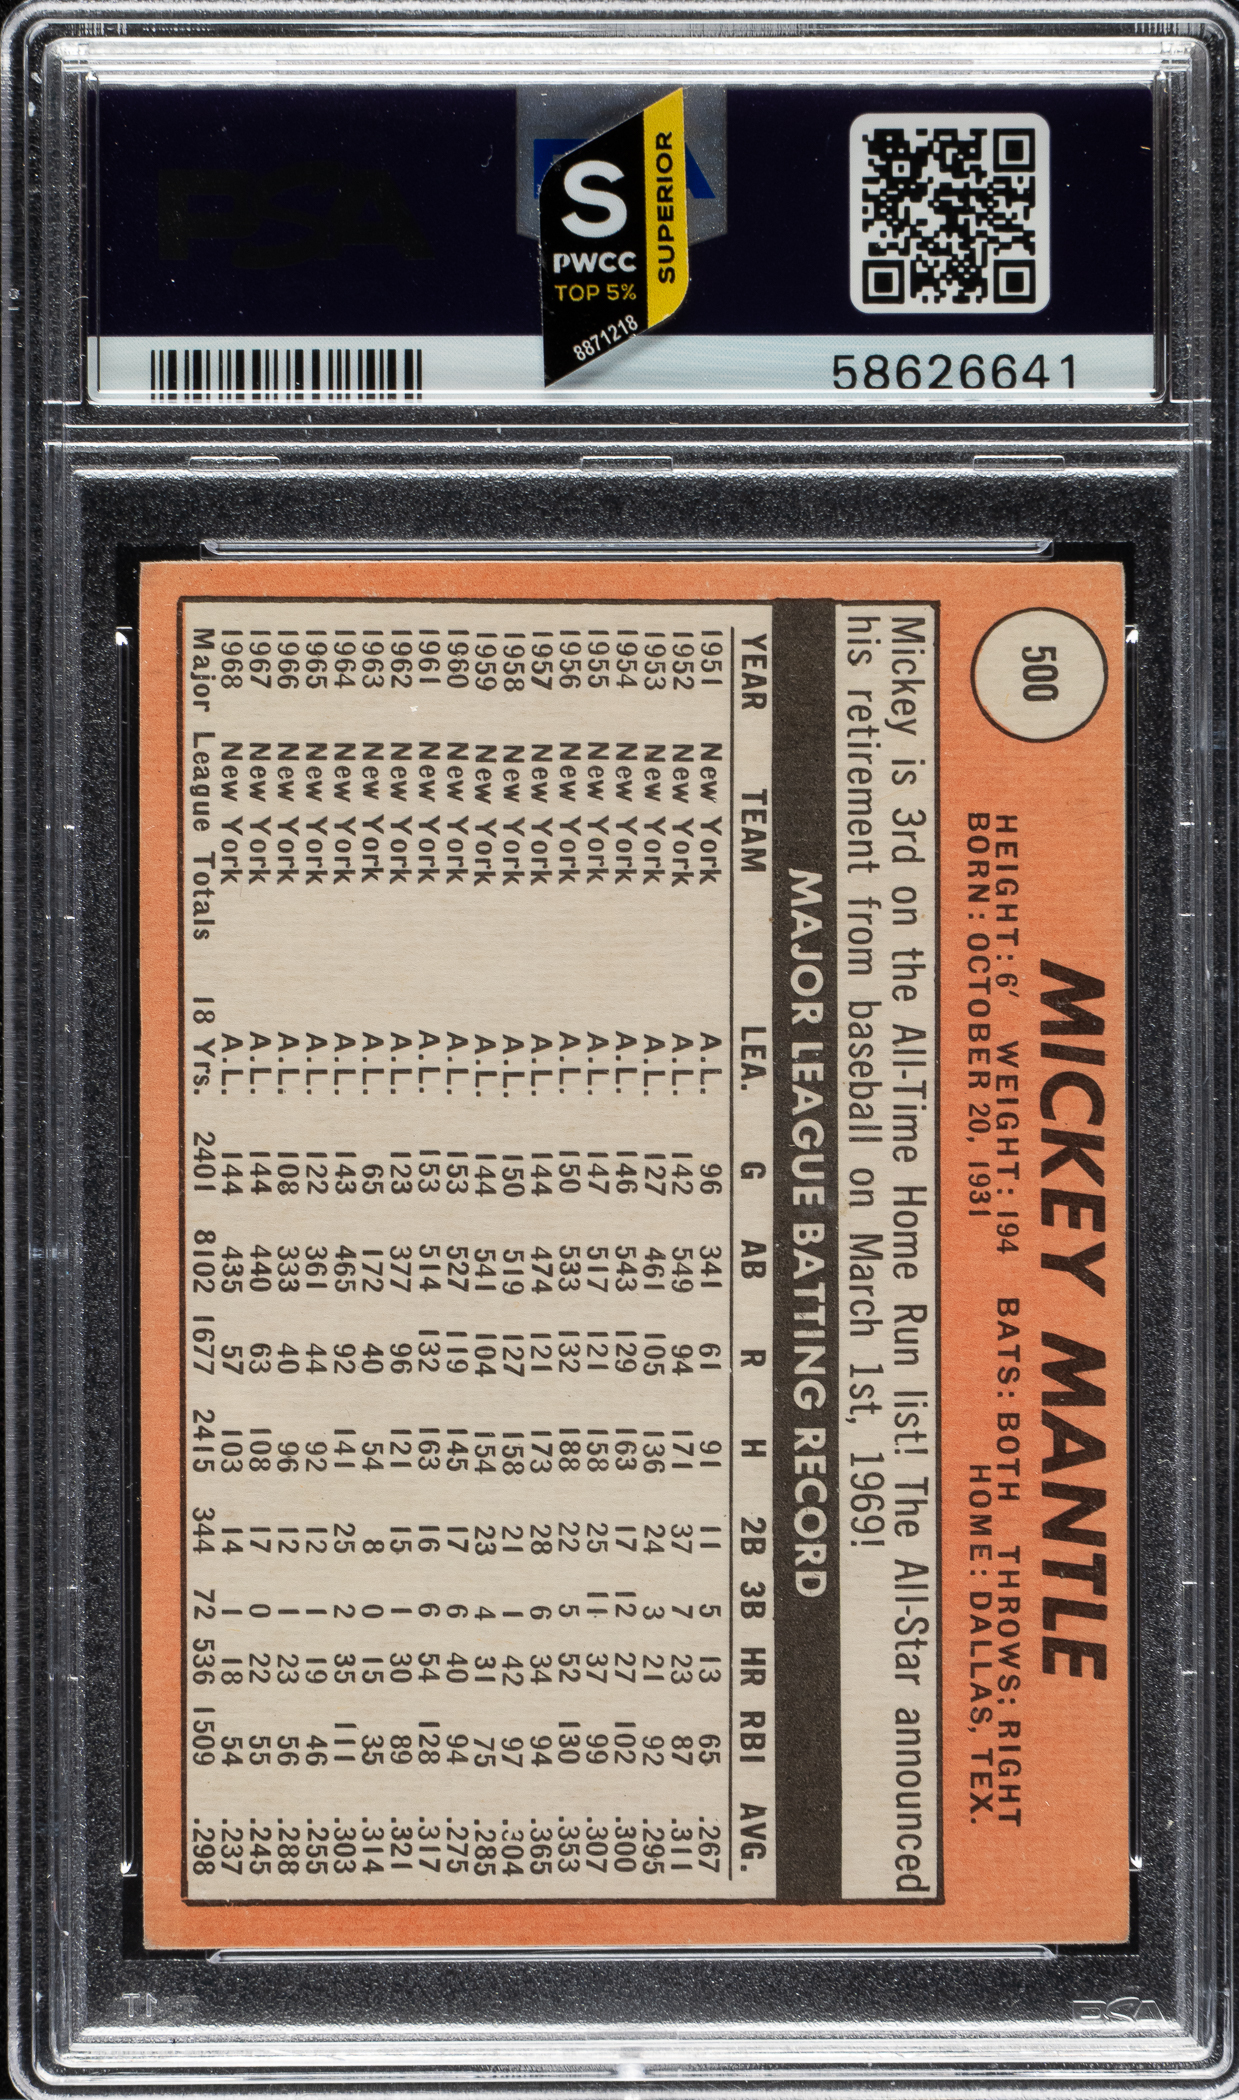 S
PWCC
TOP 5%
8871218
SUPERIOR
58626641
500
MICKEY MANTLE
HEIGHT: 6' WEIGHT: 194 BATS: BOTH THROWS: RIGHT
BORN: OCTOBER 20, 1931 HOME: DALLAS, TEX.
Mickey is 3rd on the All-Time Home Run list! The All-Star announced
his retirement from baseball on March 1st, 1969!
MAJOR LEAGUE BATTING RECORD
YEAR TEAM LEA. G AB R H 2B 3B HR RBI AVG.
1951 New York A.L. 96 341 61 91 11 5 13 65 .267
1952 New York A.L. 142 549 94 171 37 7 23 87 .311
1953 New York A.L. 127 461 105 136 24 3 21 92 .295
1954 New York A.L. 146 543 129 163 17 12 27 102 .300
1955 New York A.L. 147 517 121 158 25 11 37 99 .307
1956 New York A.L. 150 533 132 188 22 5 52 130 .353
1957 New York A.L. 144 474 121 173 28 6 34 94 .365
1958 New York A.L. 150 519 127 158 21 1 42 97 .304
1959 New York A.L. 144 541 104 154 23 4 31 75 .285
1960 New York A.L. 153 527 119 145 17 6 40 94 .275
1961 New York A.L. 153 514 132 163 16 6 54 128 .317
1962 New York A.L. 123 377 96 121 15 1 30 89 .321
1963 New York A.L. 65 172 40 54 8 0 15 35 .314
1964 New York A.L. 143 465 92 141 25 2 35 111 .303
1965 New York A.L. 122 361 44 92 12 1 19 46 .255
1966 New York A.L. 108 333 40 96 12 1 23 56 .288
1967 New York A.L. 144 440 63 108 17 0 22 55 .245
1968 New York A.L. 144 435 57 103 14 1 18 54 .237
Major League Totals 18 Yrs. 2401 8102 1677 2415 344 72 536 1509 .298
PSA